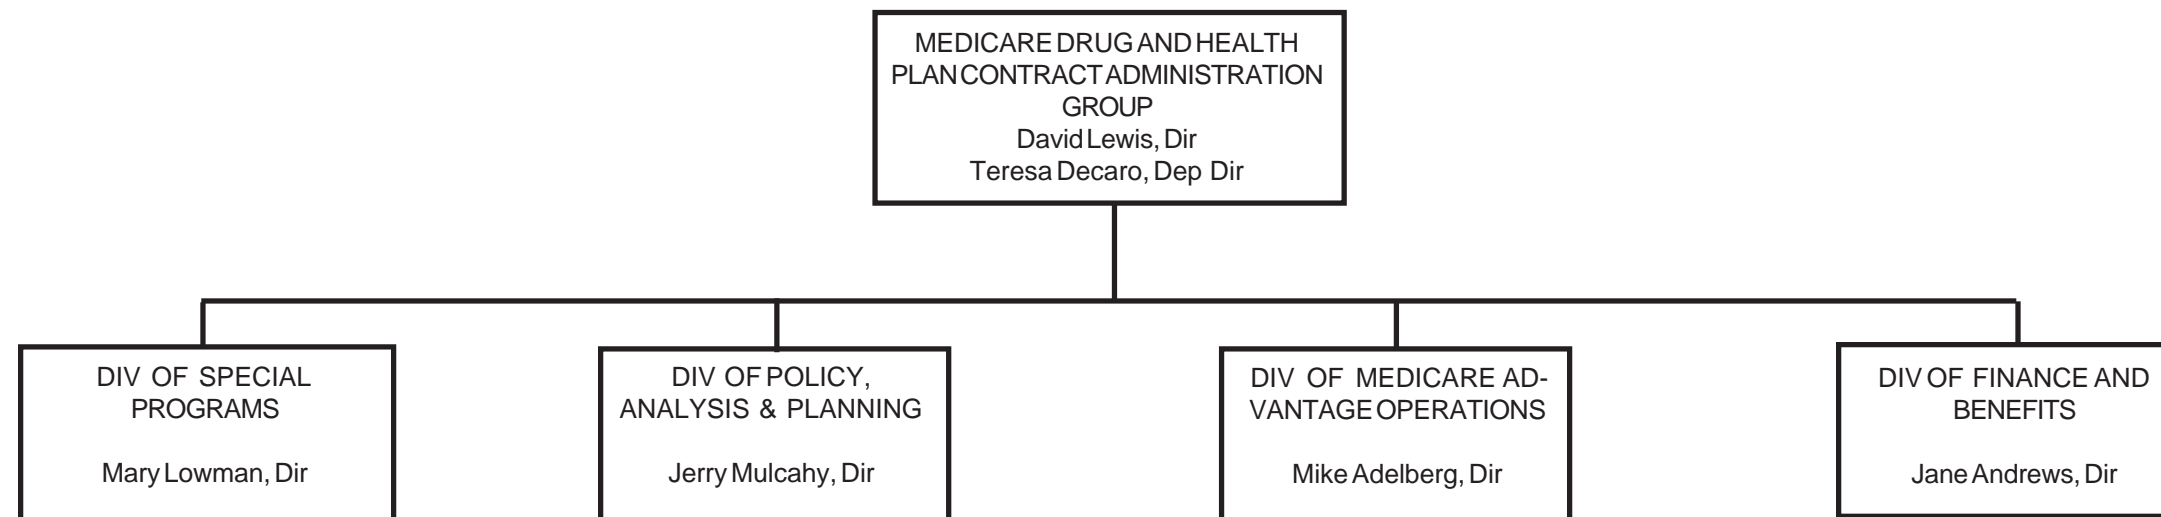 MEDICARE DRUG AND HEALTH
PLAN CONTRACT ADMINISTRATION
GROUP
David Lewis, Dir
Teresa Decaro, Dep Dir
DIV OF SPECIAL
PROGRAMS
Mary Lowman, Dir
DIV OF POLICY,
ANALYSIS & PLANNING
Jerry Mulcahy, Dir
DIV OF MEDICARE AD-
VANTAGE OPERATIONS
Mike Adelberg, Dir
DIV OF FINANCE AND
BENEFITS
Jane Andrews, Dir